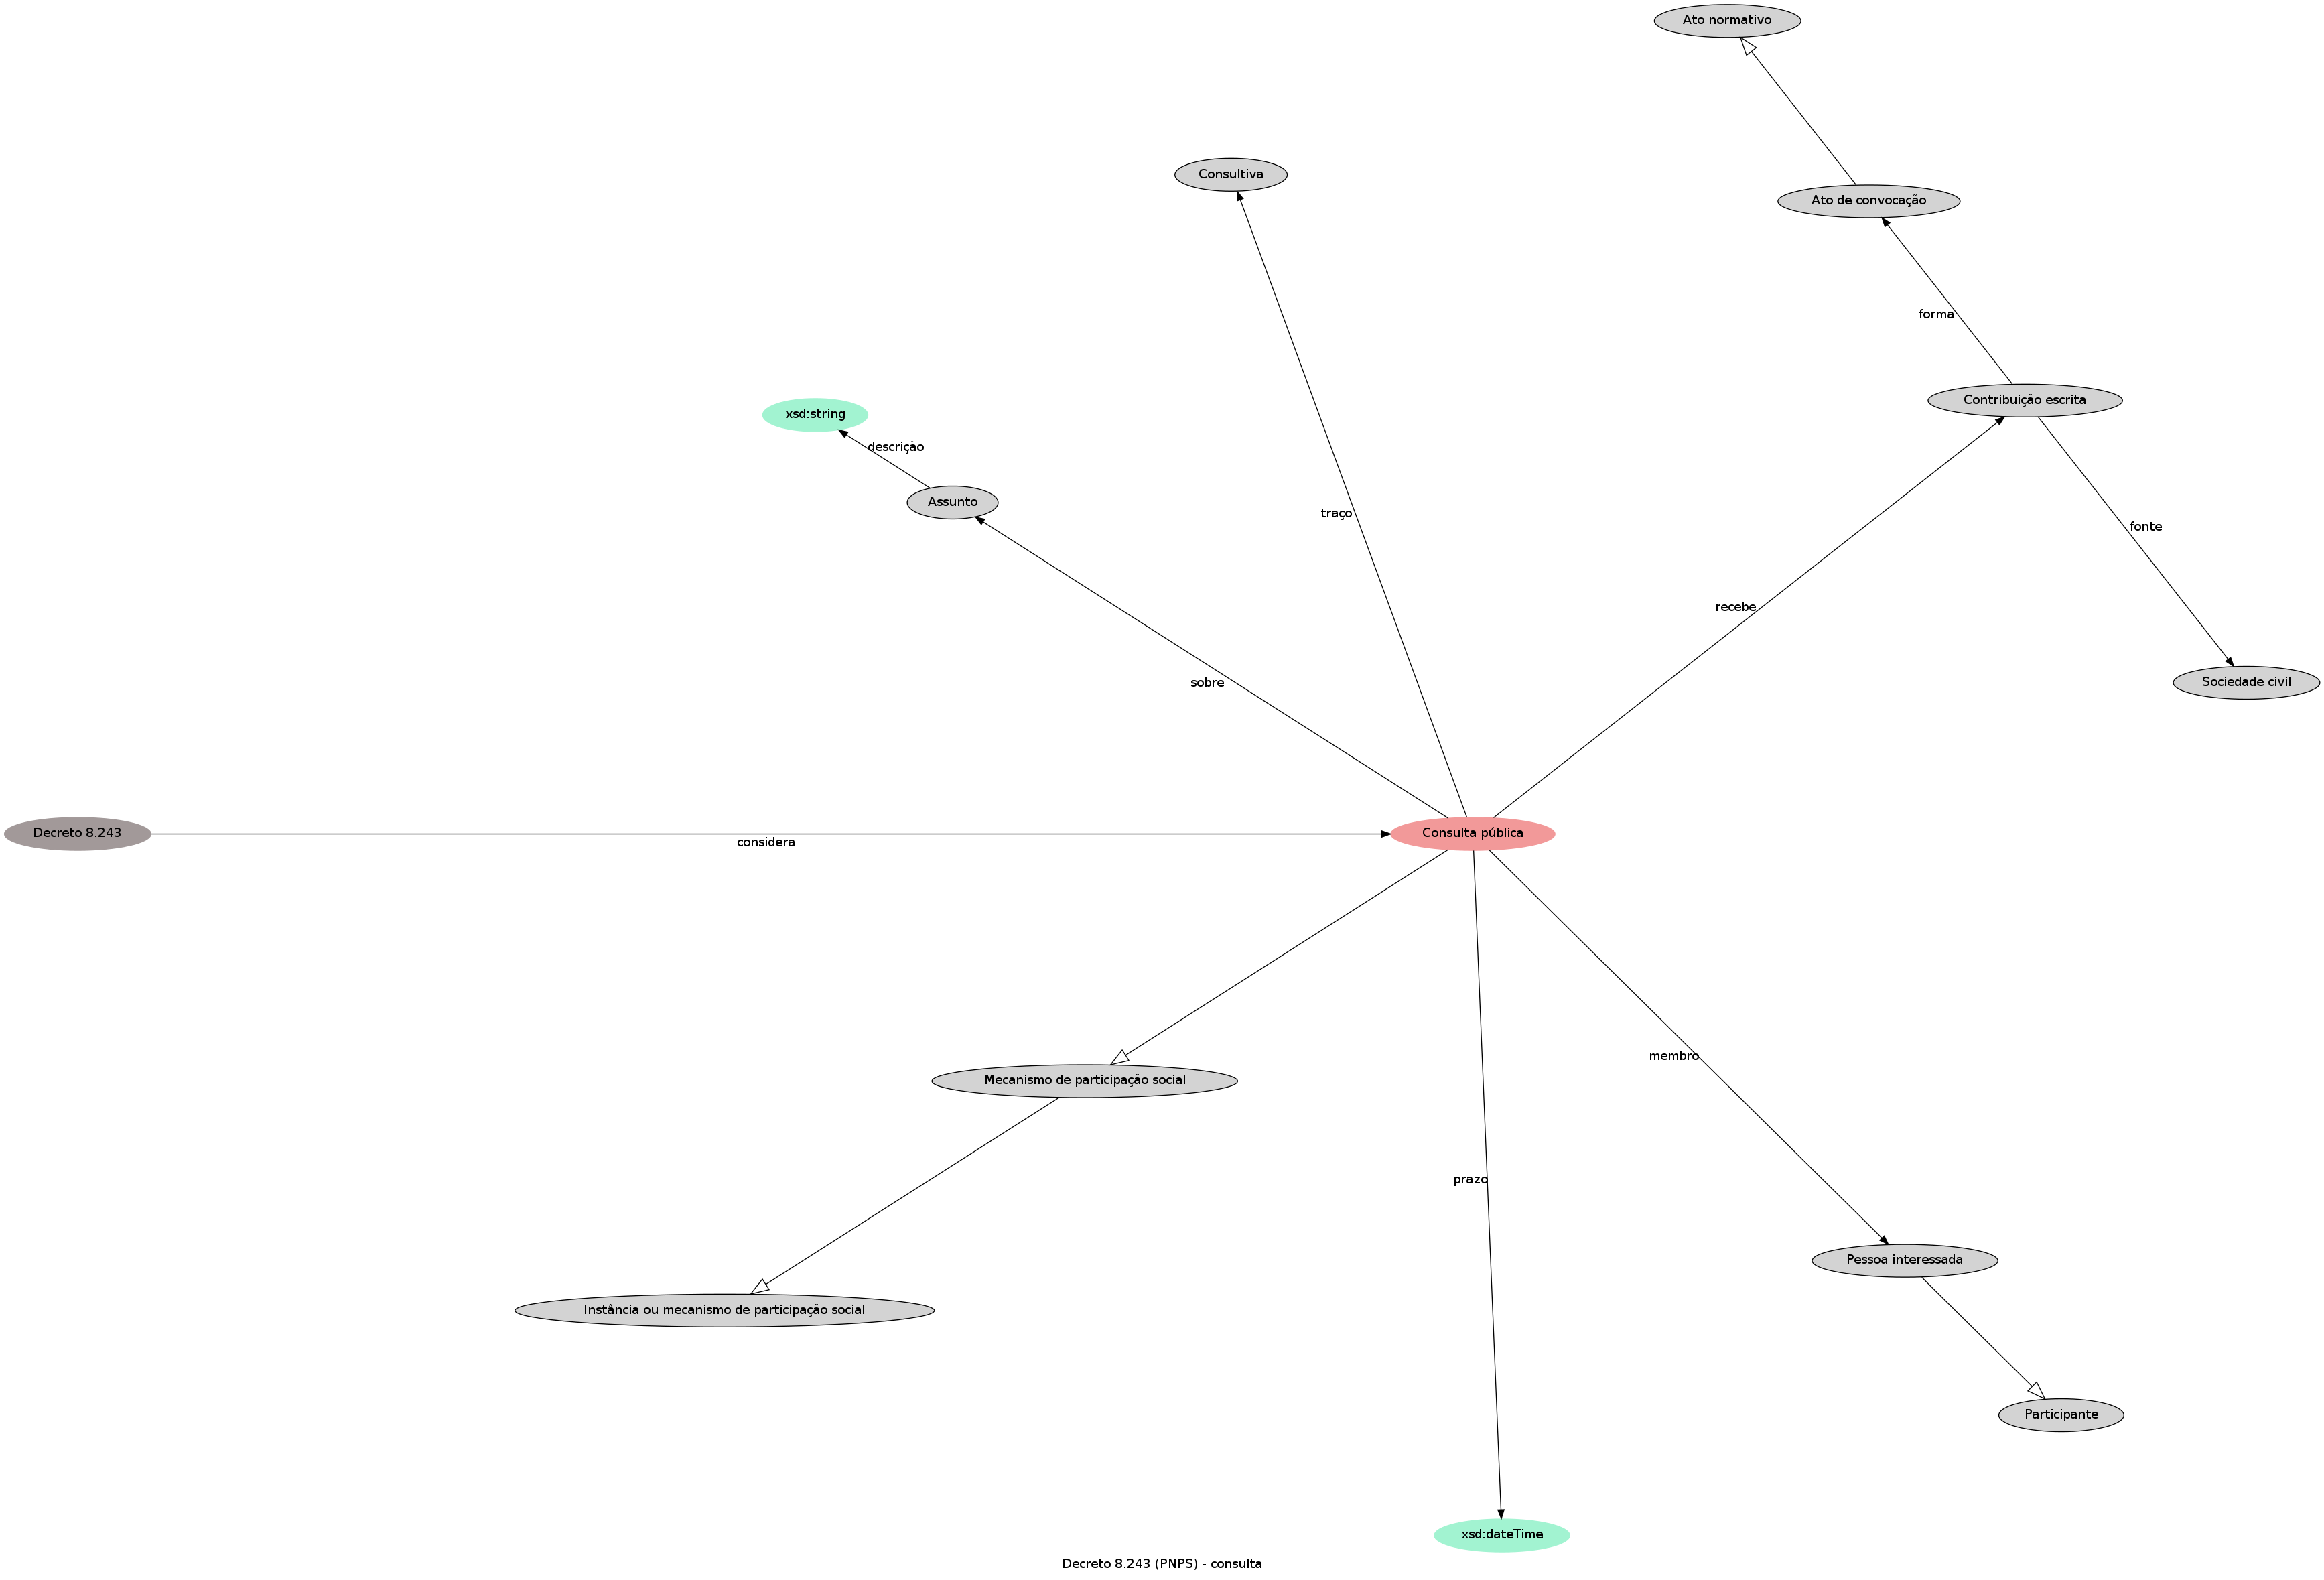 Ato normativo
Consultiva
Ato de convocação
forma
Contribuição escrita
xsd:string
descrição
Assunto
traço
fonte
recebe
sobre
Sociedade civil
Decreto 8.243
considera
Consulta pública
membro
Mecanismo de participação social
prazo
Pessoa interessada
Instância ou mecanismo de participação social
Participante
xsd:dateTime
Decreto 8.243 (PNPS) - consulta